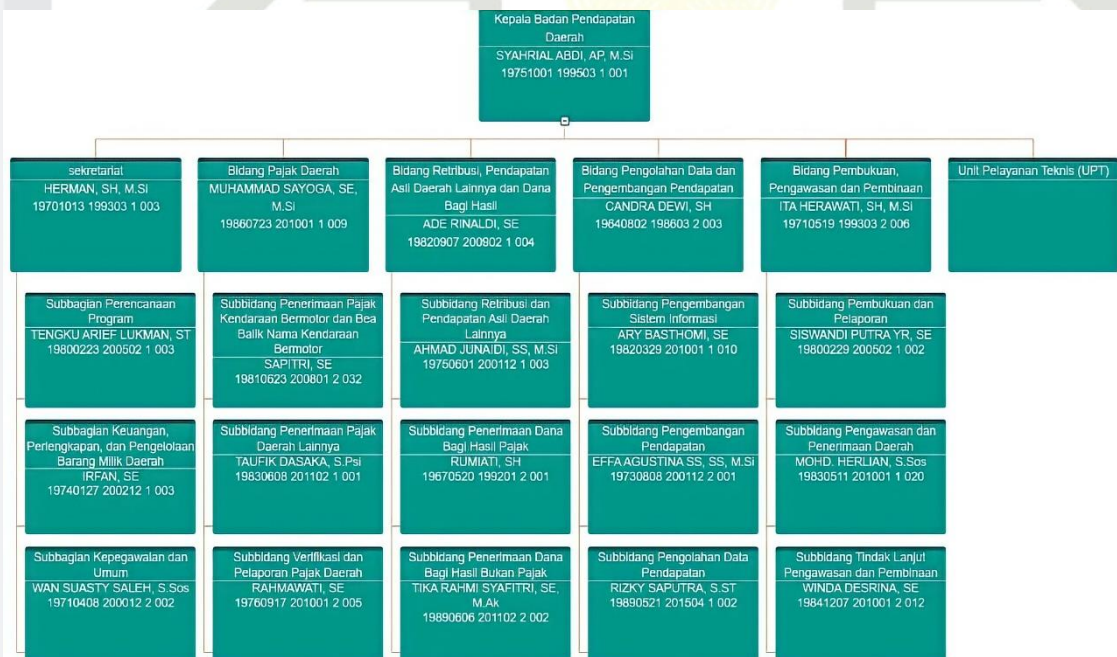 Kepala Badan Pendapatan
Daerah
SYAHRIAL ABDI, AP, M.Si
19751001 199503 1 001
sekretariat
HERMAN, SH, M.Si
19701013 199303 1 003
Bidang Pajak Daerah
MUHAMMAD SAYOGA, SE,
M.Si
19860723 201001 1 009
Bidang Retribusi, Pendapatan
Asli Daerah Lainnya dan Dana
Bagi Hasil
ADE RINALDI, SE
19820907 200902 1 004
Bidang Pengolahan Data dan
Pengembangan Pendapatan
CANDRA DEWI, SH
19640802 198603 2 003
Bidang Pembukuan,
Pengawasan dan Pembinaan
ITA HERAWATI, SH, M.Si
19710519 199303 2 006
Unit Pelayanan Teknis (UPT)
Subbagian Perencanaan
Program
TENGKU ARIEF LUKMAN, ST
19800223 200502 1 003
Subbidang Penerimaan Pajak
Kendaraan Bermotor dan Bea
Balik Nama Kendaraan
Bermotor
SAPITRI, SE
19810623 200801 2 032
Subbidang Retribusi dan
Pendapatan Asli Daerah
Lainnya
AHMAD JUNAIDI, SS, M.Si
19750601 200112 1 003
Subbidang Pengembangan
Sistem Informasi
ARY BASTHOMI, SE
19820329 201001 1 010
Subbidang Pembukuan dan
Pelaporan
SISWANDI PUTRA YR, SE
19800229 200502 1 002
Subbagian Keuangan,
Perlengkapan, dan Pengelolaan
Barang Milik Daerah
IRFAN, SE
19740127 200212 1 003
Subbidang Penerimaan Pajak
Daerah Lainnya
TAUFIK DASAKA, S.Psi
19830608 201102 1 001
Subbidang Penerimaan Dana
Bagi Hasil Pajak
RUMIATI, SH
19670520 199201 2 001
Subbidang Pengembangan
Pendapatan
EFFA AGUSTINA SS, SS, M.Si
19730808 200112 2 001
Subbidang Pengawasan dan
Penerimaan Daerah
MOHD. HERLIAN, S.Sos
19830511 201001 1 020
Subbagian Kepegawaian dan
Umum
WAN SUASTY SALEH, S.Sos
19710408 200012 2 002
Subbidang Verifikasi dan
Pelaporan Pajak Daerah
RAHMAWATI, SE
19760917 201001 2 005
Subbidang Penerimaan Dana
Bagi Hasil Bukan Pajak
TIKA RAHMI SYAFITRI, SE,
M.Ak
19890606 201102 2 002
Subbidang Pengolahan Data
Pendapatan
RIZKY SAPUTRA, S.ST
19890521 201504 1 002
Subbidang Tindak Lanjut
Pengawasan dan Pembinaan
WINDA DESRINA, SE
19841207 201001 2 012